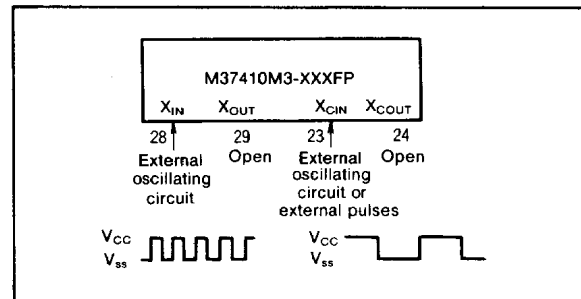 M37410M3-XXXFP
XIN XOUT XCIN XCOUT
28 29 23 24
External Open External Open
oscillating oscillating
circuit circuit or
external pulses
VCC VCC
Vss Vss